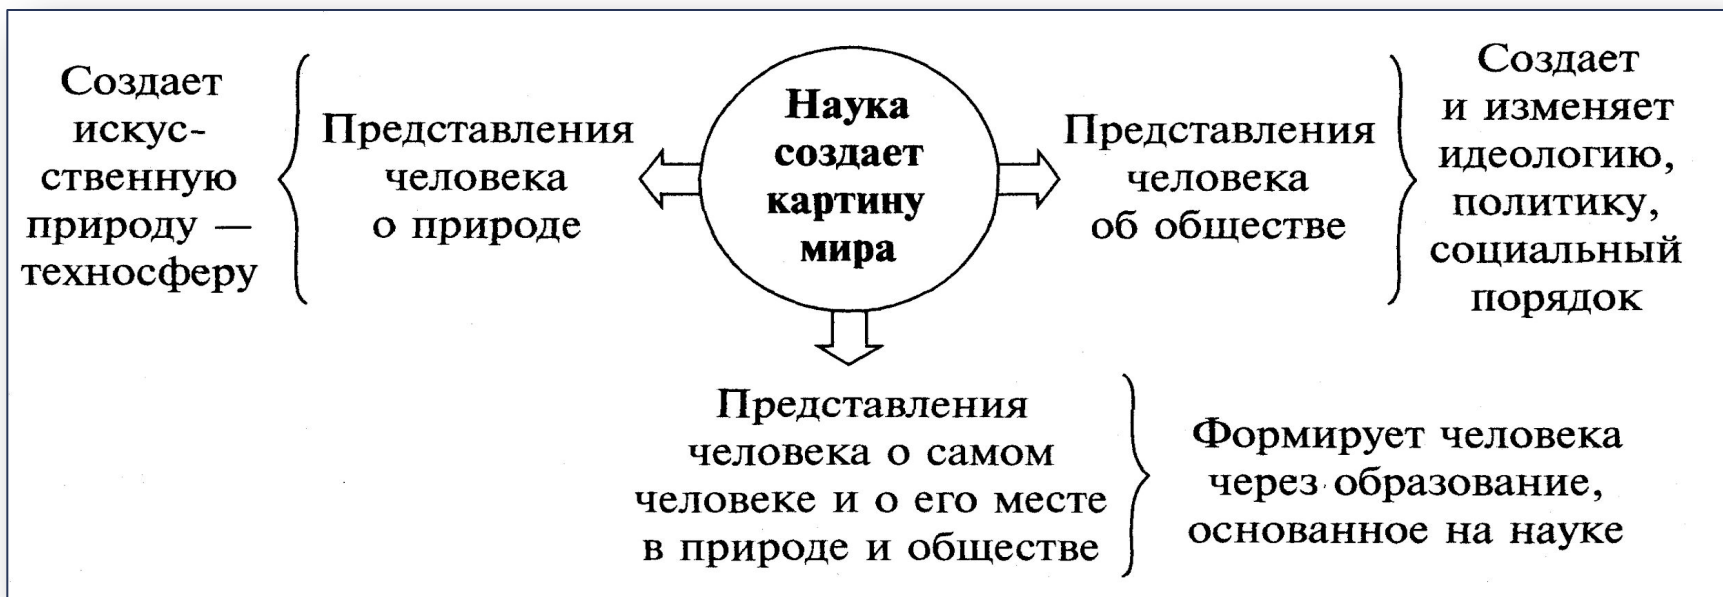 Создает
искус-
ственную
природу —
техносферу
Представления
человека
о природе
Наука
создает
картину
мира
Представления
человека
об обществе
Создает
и изменяет
идеологию,
политику,
социальный
порядок
Представления
человека о самом
человеке и о его месте
в природе и обществе
Формирует человека
через образование,
основанное на науке